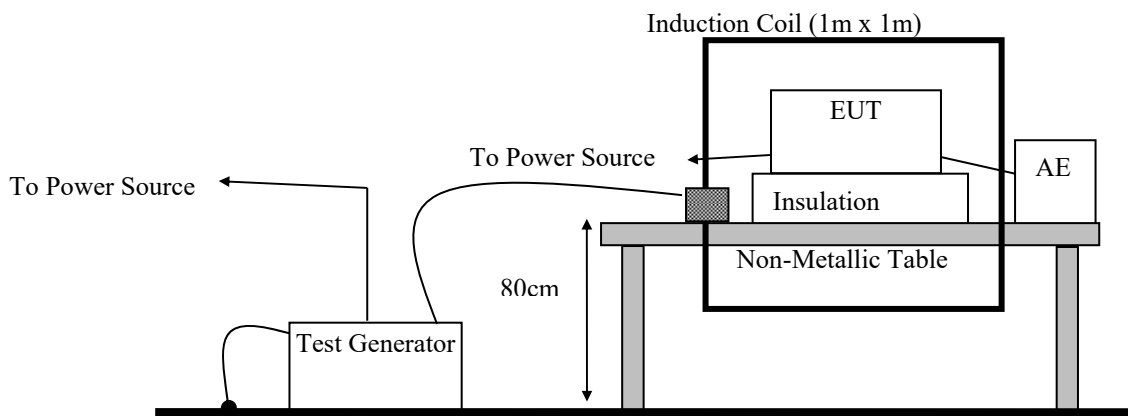 Induction Coil (1m x 1m)
EUT
To Power Source
AE
To Power Source
Insulation
Non-Metallic Table
80cm
Test Generator